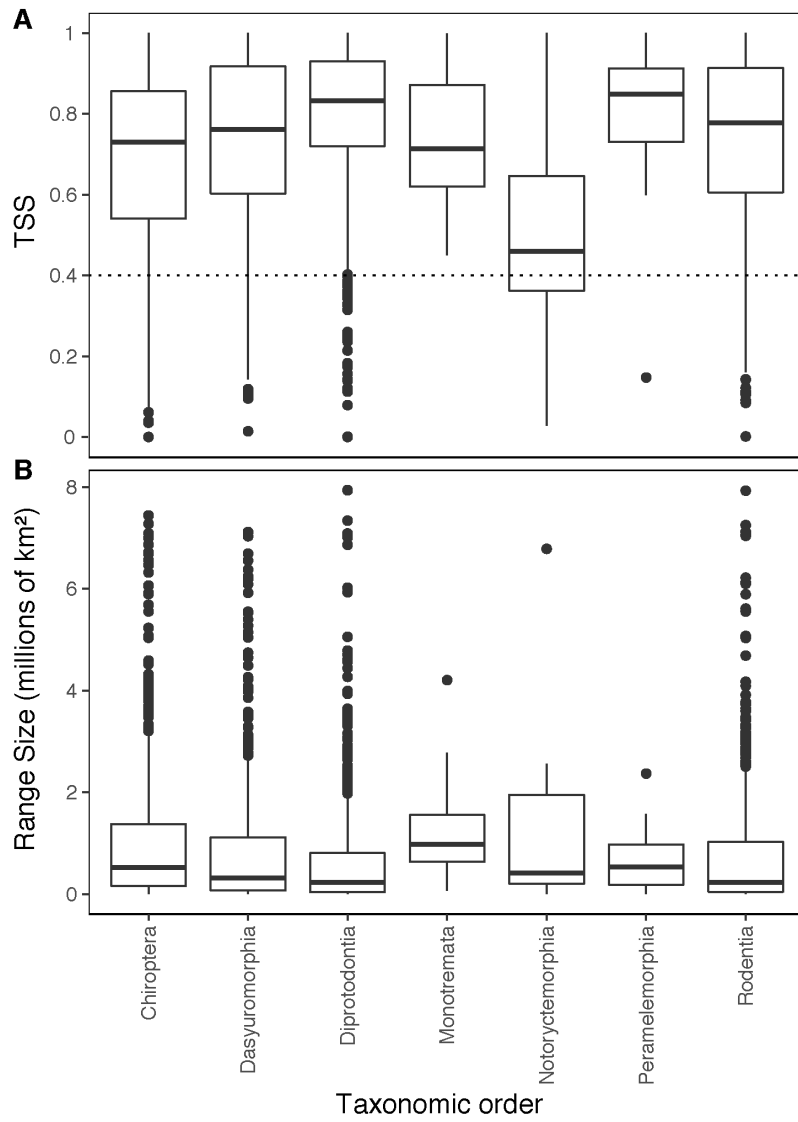 A
1
0.8
0.6
0.4
0.2
0
TSS
B
8
6
4
2
0
Range Size (millions of km²)
Chiroptera
Dasyuromorphia
Diprotodontia
Monotremata
Notoryctemorphia
Peramelemorphia
Rodentia
Taxonomic order